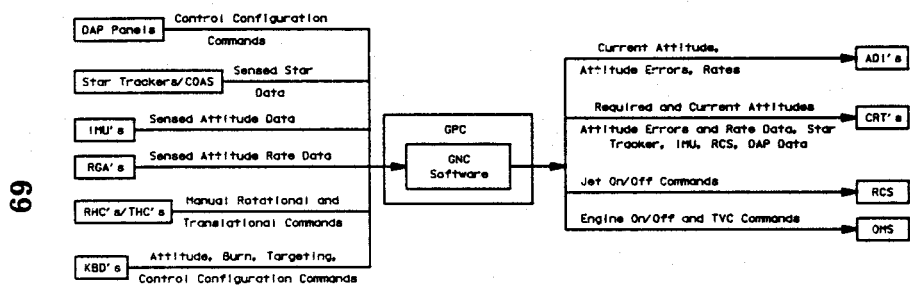 Control Configuration
DAP Panels
Commands
Sensed Star
Star Trackers/COAS
Data
IMU's
Sensed Attitude Data
RGA's
Sensed Attitude Rate Data
Manual Rotational and
RHC's/THC's
Translational Commands
Attitude, Burn, Targeting,
KBD's
Control Configuration Commands
GPC
GNC
Software
Current Attitude,
ADI's
Attitude Errors, Rates
Required and Current Attitudes
CRT's
Attitude Errors and Rate Data, Star
Tracker, IMU, RCS, DAP Data
Jet On/Off Commands
RCS
Engine On/Off and TVC Commands
OMS
69